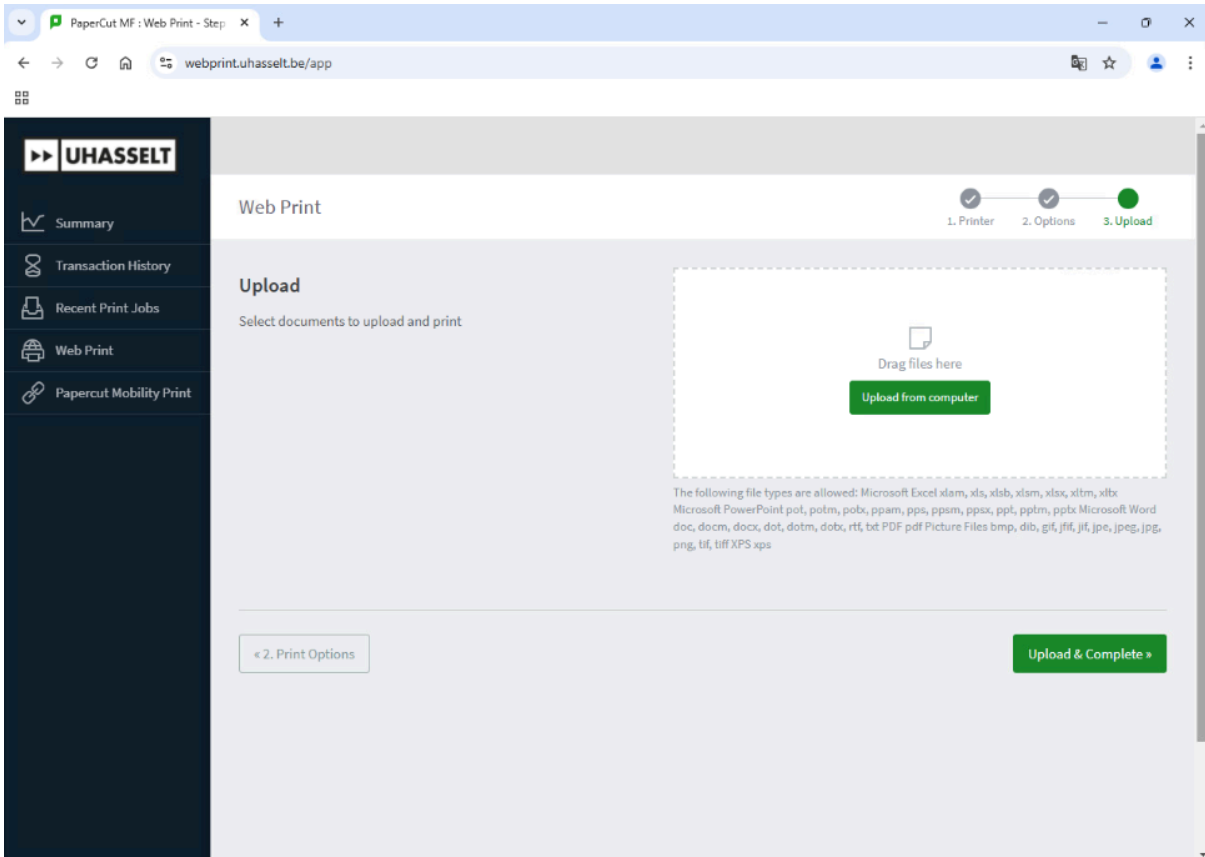 PaperCut MF : Web Print - Step
webprint.uhasselt.be/app
UHASSELT
Summary
Transaction History
Recent Print Jobs
Web Print
Papercut Mobility Print
Web Print
1. Printer 2. Options 3. Upload
Upload
Select documents to upload and print
Drag files here
Upload from computer
The following file types are allowed: Microsoft Excel xlam, xls, xlsb, xlsm, xlsx, xltm, xltx
Microsoft PowerPoint pot, potm, potx, ppam, pps, ppsm, ppsx, ppt, pptm, pptx Microsoft Word
doc, docm, docx, dot, dotm, dotx, rtf, txt PDF pdf Picture Files bmp, dib, gif, jfif, jif, jpe, jpeg, jpg,
png, tif, tiff XPS xps
« 2. Print Options
Upload & Complete »